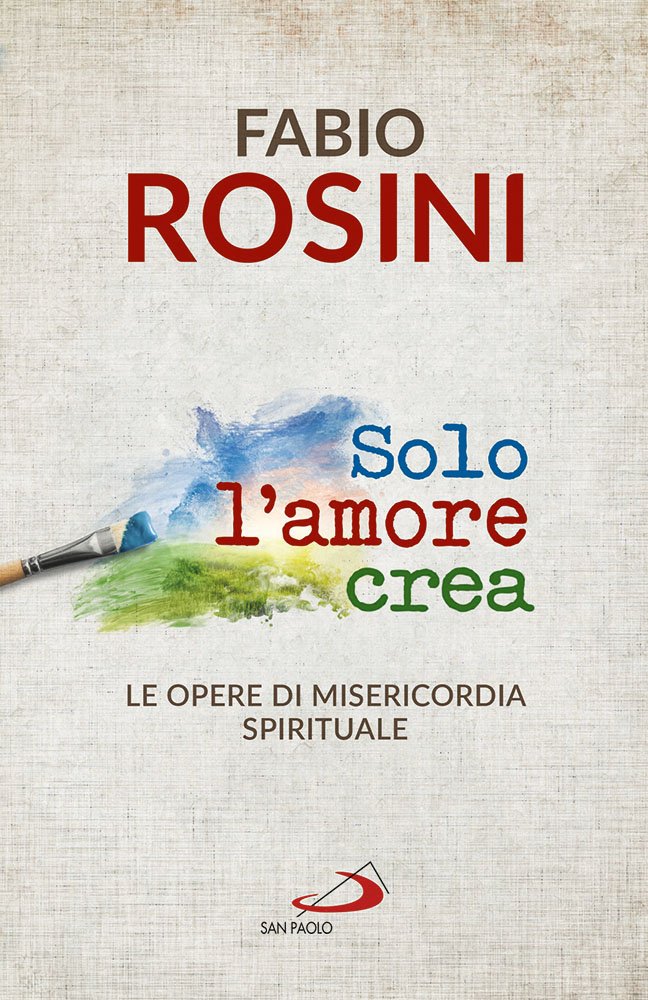 FABIO
ROSINI
Solo
l'amore
crea
LE OPERE DI MISERICORDIA
SPIRITUALE
SAN PAOLO